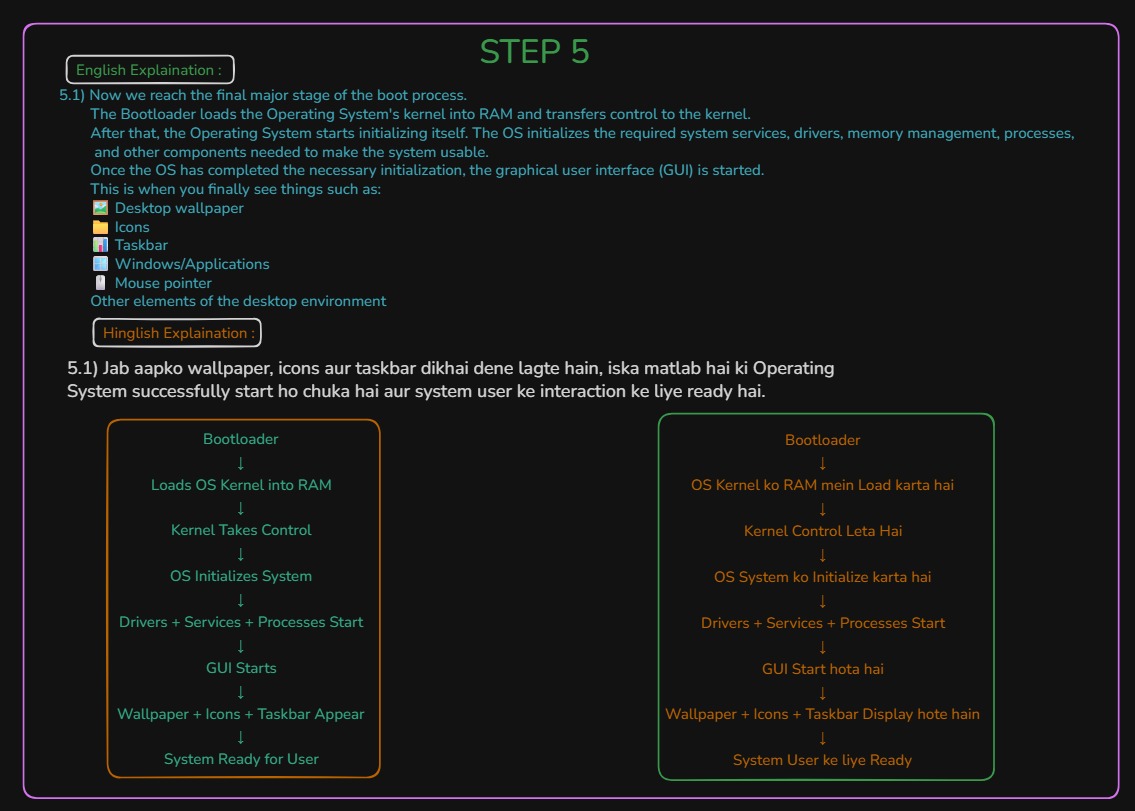 STEP 5
English Explaination :
5.1) Now we reach the final major stage of the boot process.
The Bootloader loads the Operating System's kernel into RAM and transfers control to the kernel.
After that, the Operating System starts initializing itself. The OS initializes the required system services, drivers, memory management, processes,
and other components needed to make the system usable.
Once the OS has completed the necessary initialization, the graphical user interface (GUI) is started.
This is when you finally see things such as:
🖼️ Desktop wallpaper
📁 Icons
📊 Taskbar
🪟 Windows/Applications
🖱️ Mouse pointer
Other elements of the desktop environment
Hinglish Explaination :
5.1) Jab aapko wallpaper, icons aur taskbar dikhai dene lagte hain, iska matlab hai ki Operating
System successfully start ho chuka hai aur system user ke interaction ke liye ready hai.
Bootloader
↓
Loads OS Kernel into RAM
↓
Kernel Takes Control
↓
OS Initializes System
↓
Drivers + Services + Processes Start
↓
GUI Starts
↓
Wallpaper + Icons + Taskbar Appear
↓
System Ready for User
Bootloader
↓
OS Kernel ko RAM mein Load karta hai
↓
Kernel Control Leta Hai
↓
OS System ko Initialize karta hai
↓
Drivers + Services + Processes Start
↓
GUI Start hota hai
↓
Wallpaper + Icons + Taskbar Display hote hain
↓
System User ke liye Ready